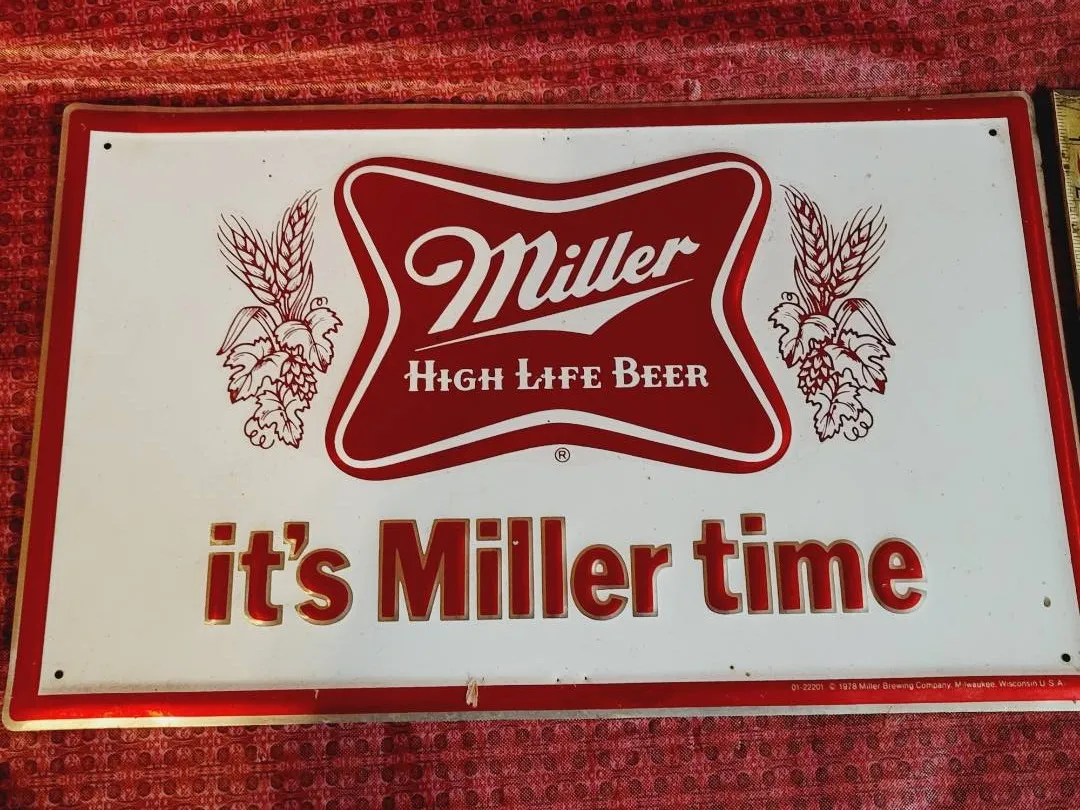 Miller
HIGH LIFE BEER
®
it's Miller time
01-22201 © 1978 Miller Brewing Company, Milwaukee, Wisconsin U.S.A.